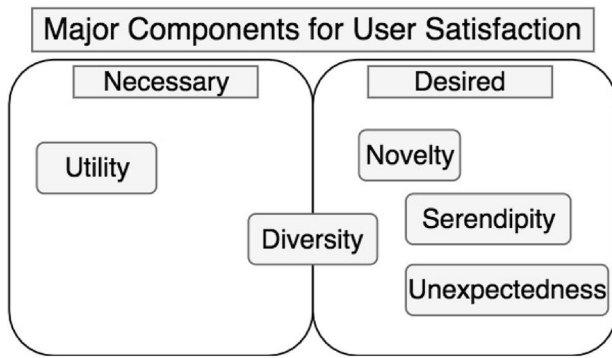 Major Components for User Satisfaction
Necessary
Desired
Utility
Novelty
Serendipity
Diversity
Unexpectedness